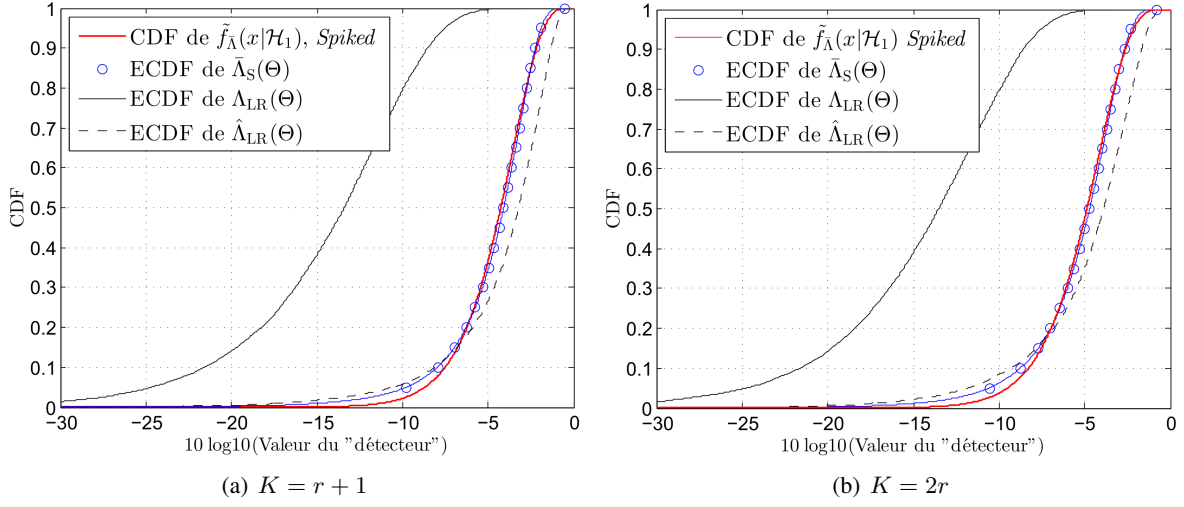 CDF de f̃_Λ̄(x|H₁), Spiked
ECDF de Λ̄_S(Θ)
ECDF de Λ_LR(Θ)
ECDF de Λ̂_LR(Θ)
CDF
1
0.9
0.8
0.7
0.6
0.5
0.4
0.3
0.2
0.1
0
−30 −25 −20 −15 −10 −5 0
10 log10(Valeur du "détecteur")
(a) K = r + 1
CDF de f̃_Λ̄(x|H₁) Spiked
ECDF de Λ̄_S(Θ)
ECDF de Λ_LR(Θ)
ECDF de Λ̂_LR(Θ)
CDF
1
0.9
0.8
0.7
0.6
0.5
0.4
0.3
0.2
0.1
0
−30 −25 −20 −15 −10 −5 0
10 log10(Valeur du "détecteur")
(b) K = 2r